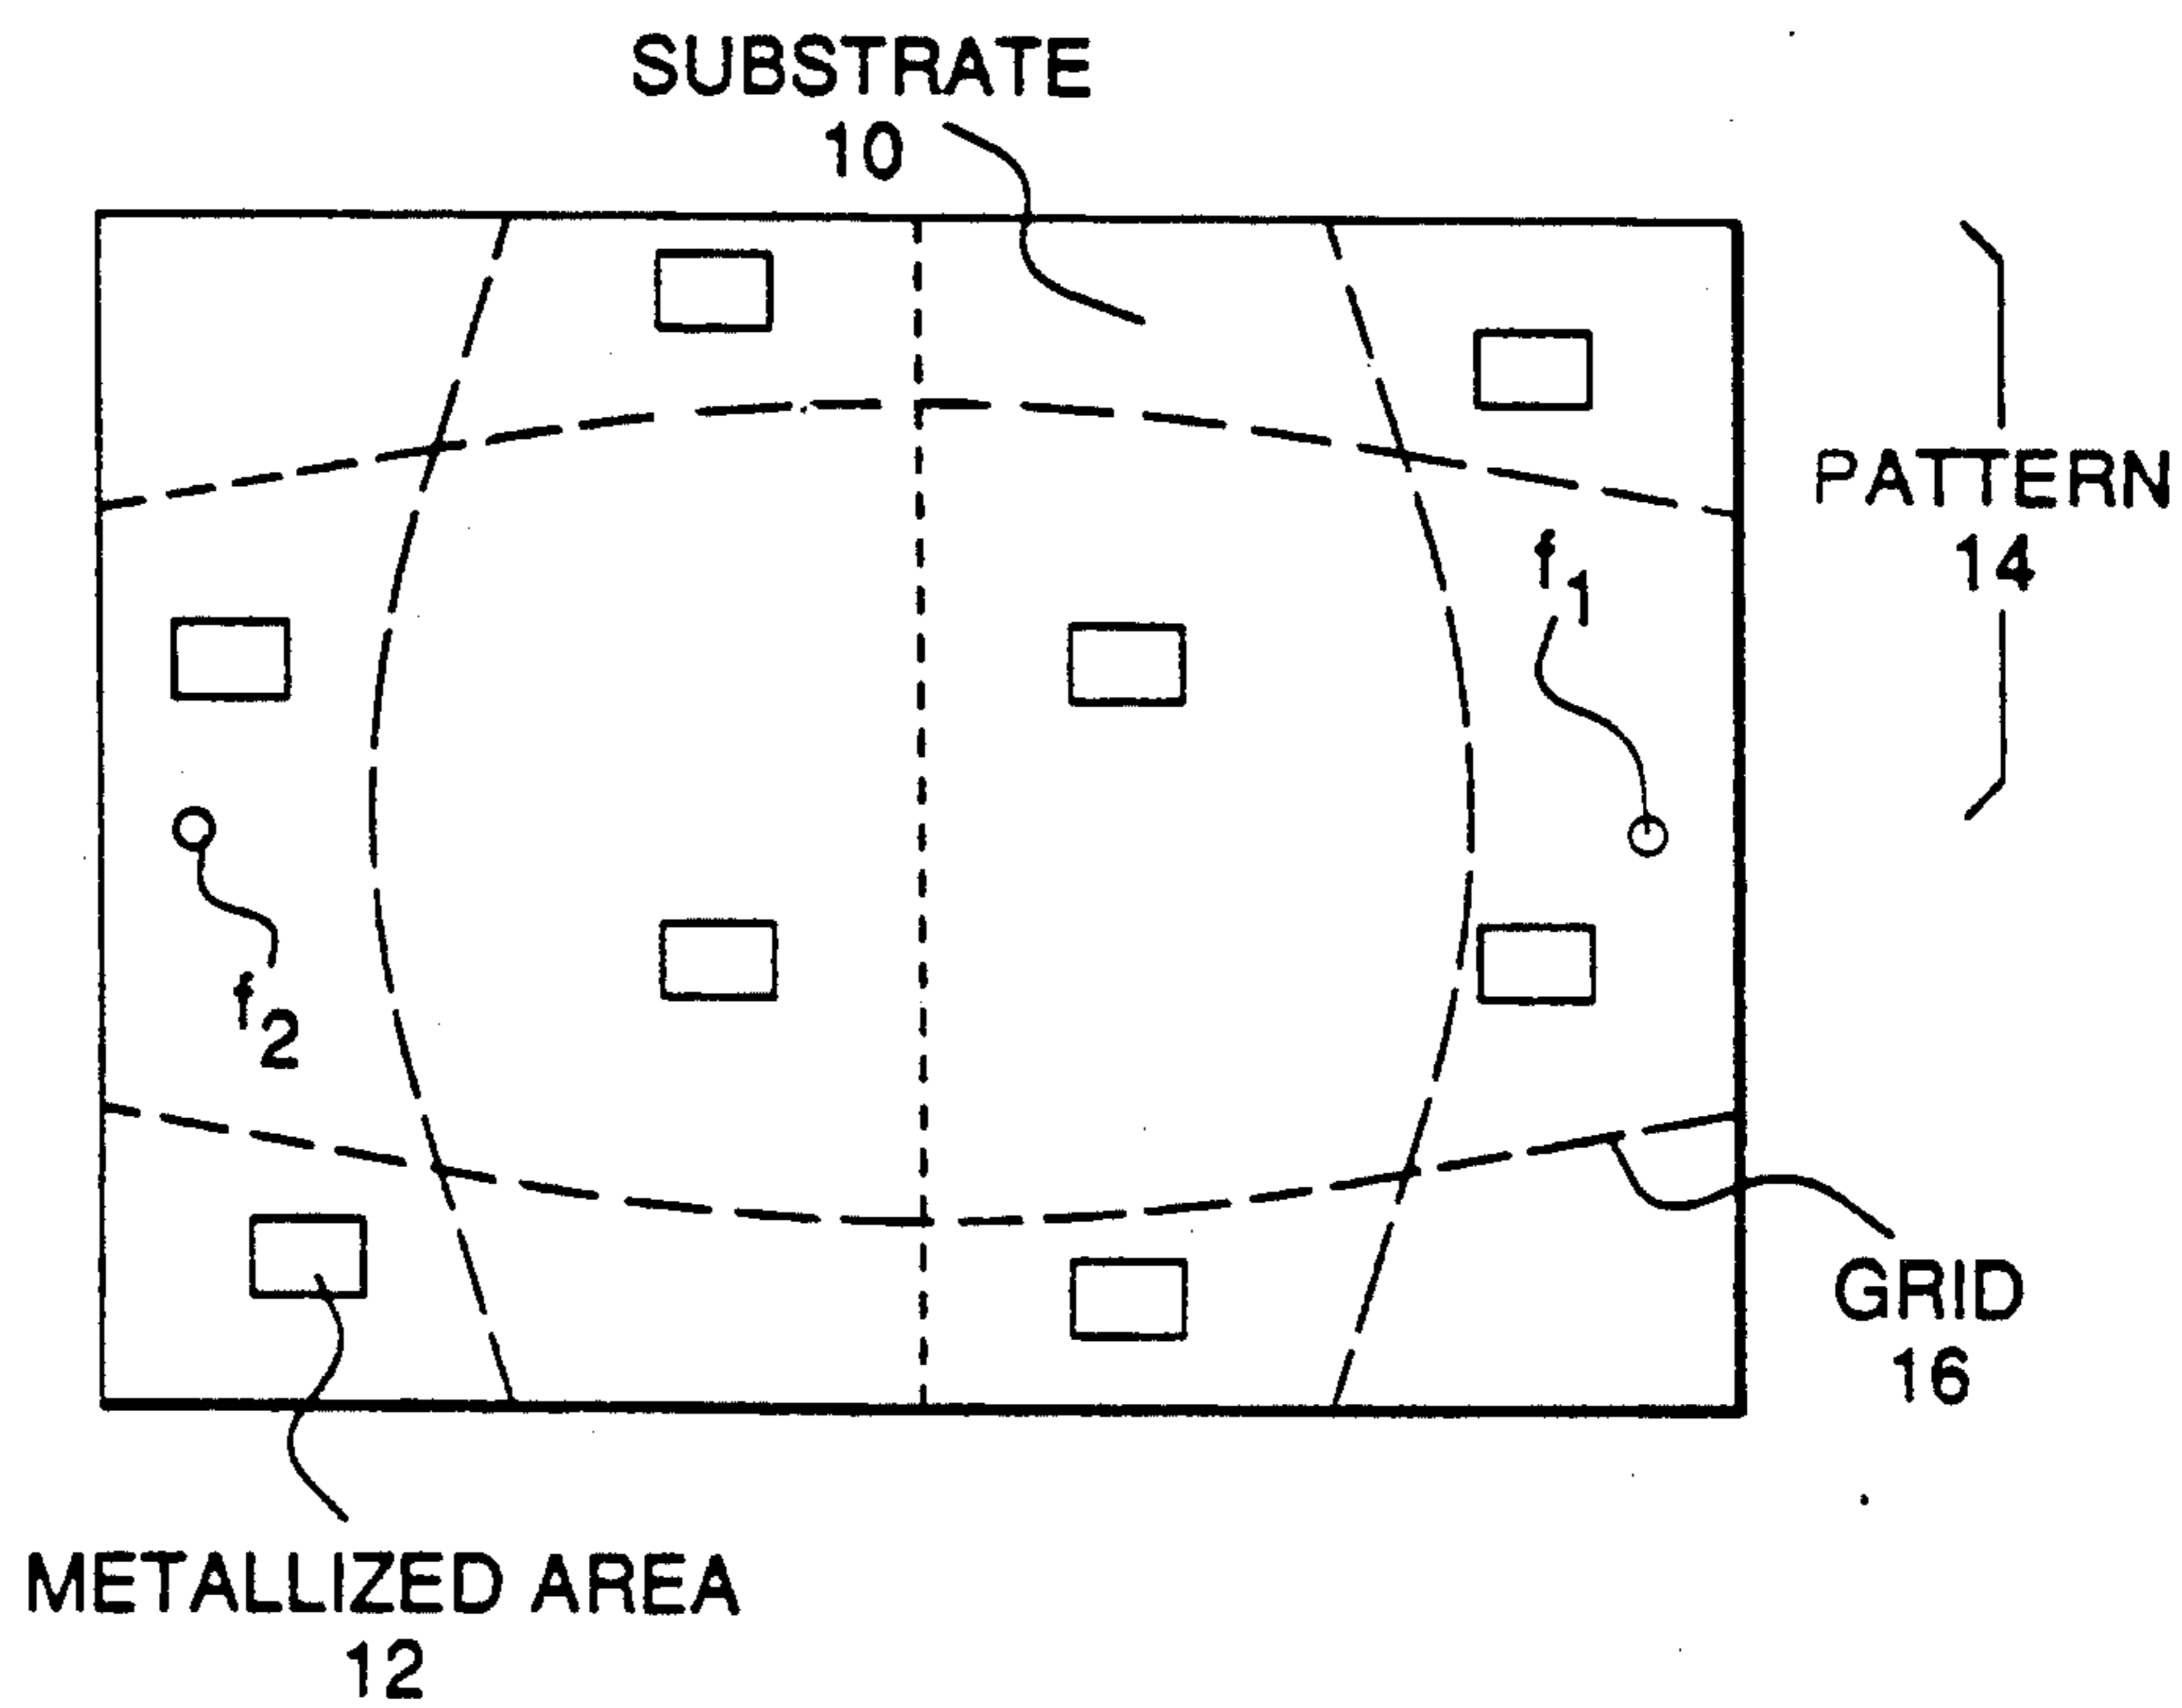 SUBSTRATE
10
PATTERN
14
f1
f2
GRID
16
METALLIZED AREA
12